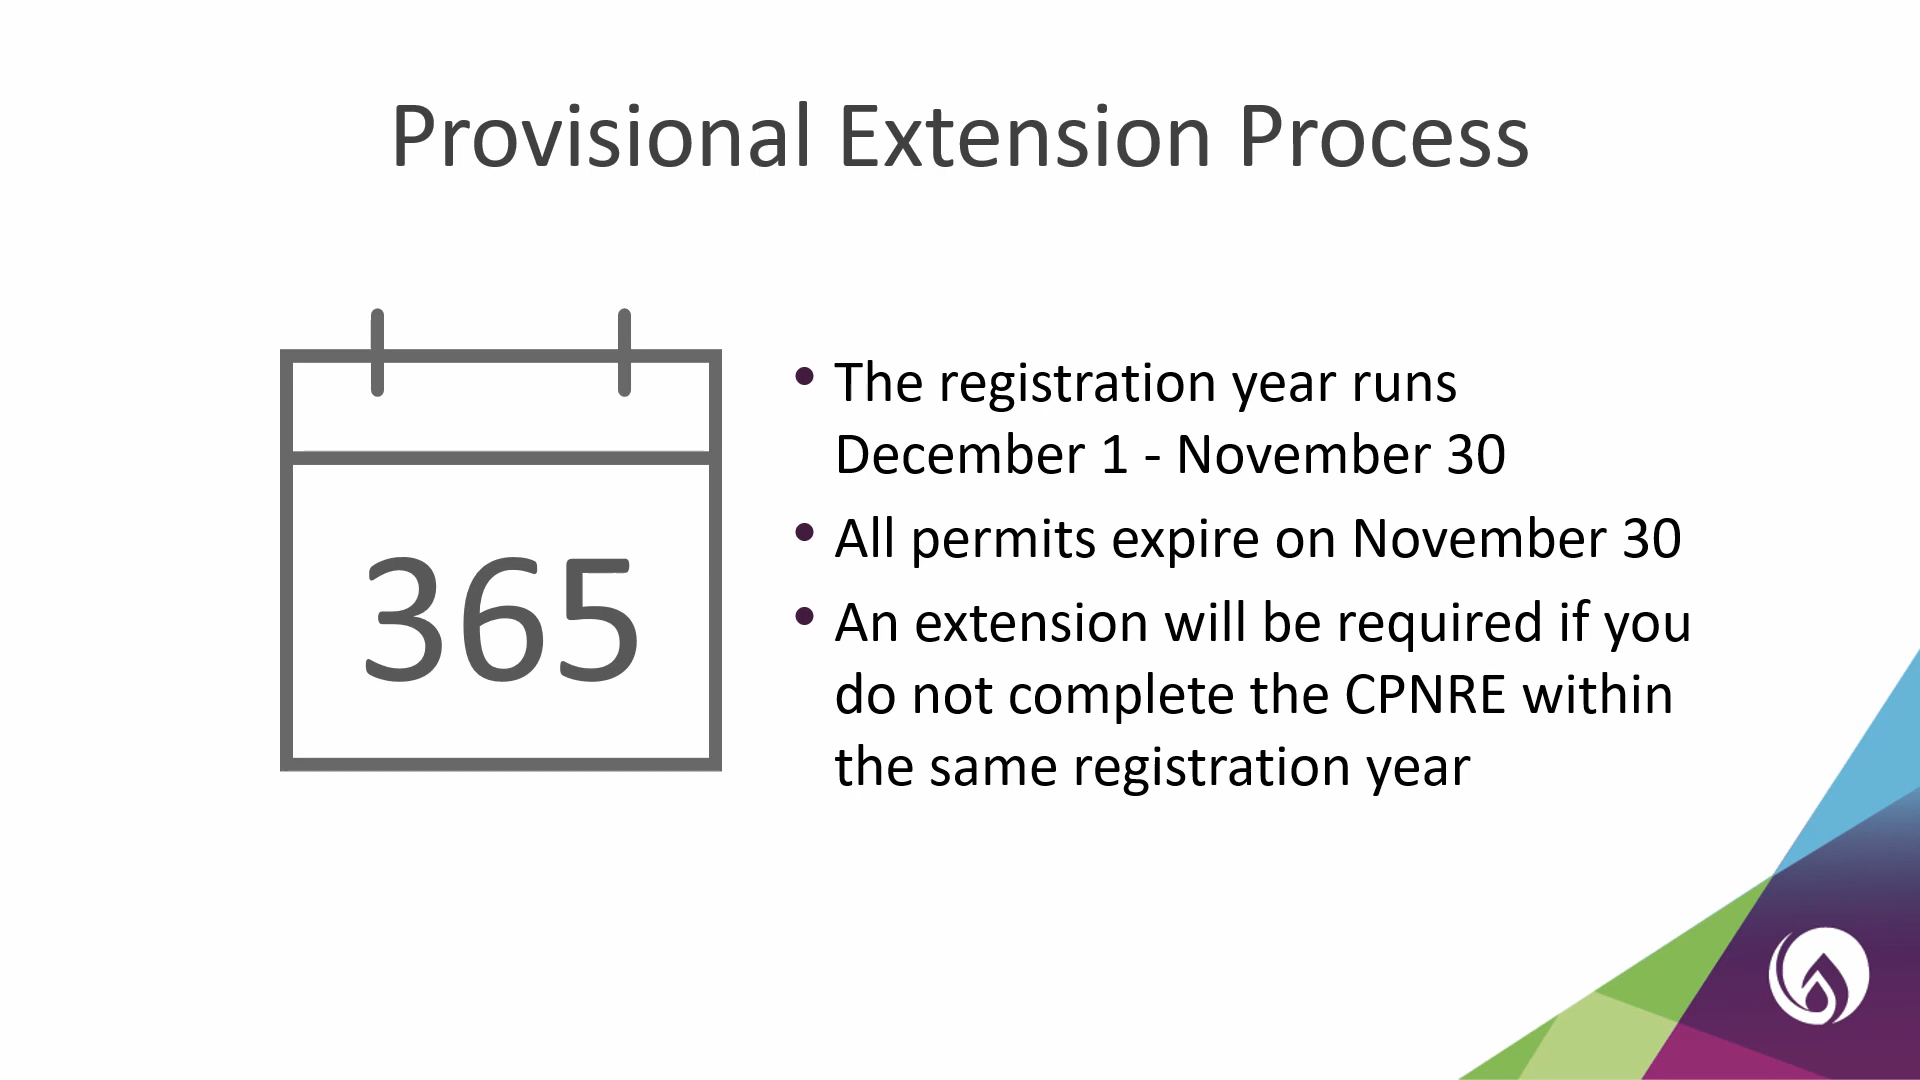 Provisional Extension Process
365
• The registration year runs
December 1 - November 30
• All permits expire on November 30
• An extension will be required if you
do not complete the CPNRE within
the same registration year